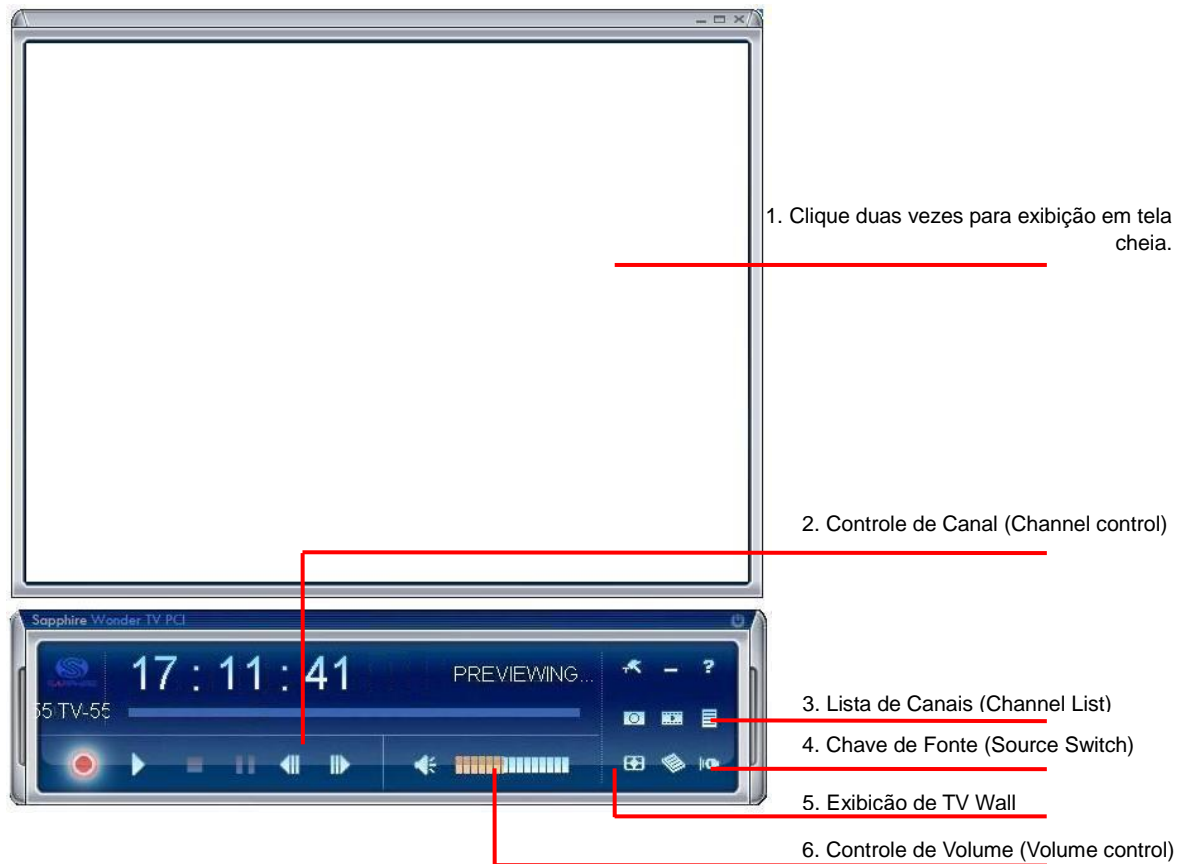 1. Clique duas vezes para exibição em tela
cheia.
2. Controle de Canal (Channel control)
Sapphire Wonder TV PCI
17 : 11 : 41
PREVIEWING...
?
SAPPHIRE
55 TV-55
3. Lista de Canais (Channel List)
4. Chave de Fonte (Source Switch)
5. Exibicão de TV Wall
6. Controle de Volume (Volume control)